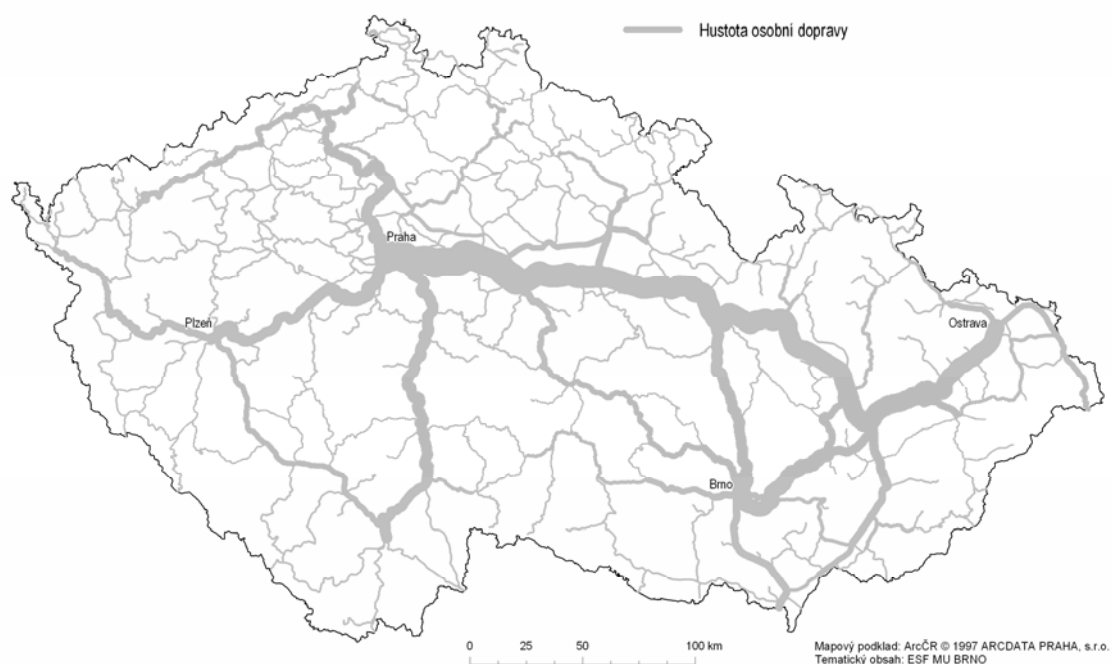 Hustota osobní dopravy
Praha
Plzeň
Ostrava
Brno
0 25 50 100 km
Mapový podklad: ArcČR © 1997 ARCDATA PRAHA, s.r.o.
Tematický obsah: ESF MU BRNO